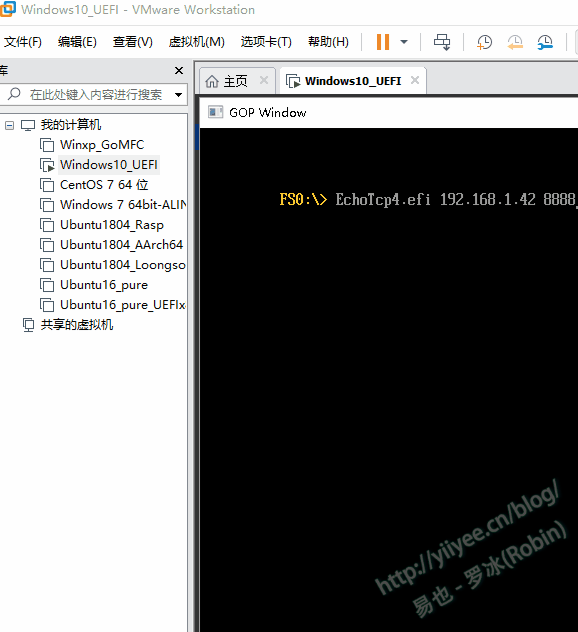 Windows10_UEFI - VMware Workstation
文件(F) 编辑(E) 查看(V) 虚拟机(M) 选项卡(T) 帮助(H)
库
在此处键入内容进行搜索
我的计算机
Winxp_GoMFC
Windows10_UEFI
CentOS 7 64 位
Windows 7 64bit-ALIN
Ubuntu1804_Rasp
Ubuntu1804_AArch64
Ubuntu1804_Loongso
Ubuntu16_pure
Ubuntu16_pure_UEFIx
共享的虚拟机
主页 Windows10_UEFI
GOP Window
FS0:\> EchoTcp4.efi 192.168.1.42 8888_
http://yiiyee.cn/blog/
易也 - 罗冰(Robin)